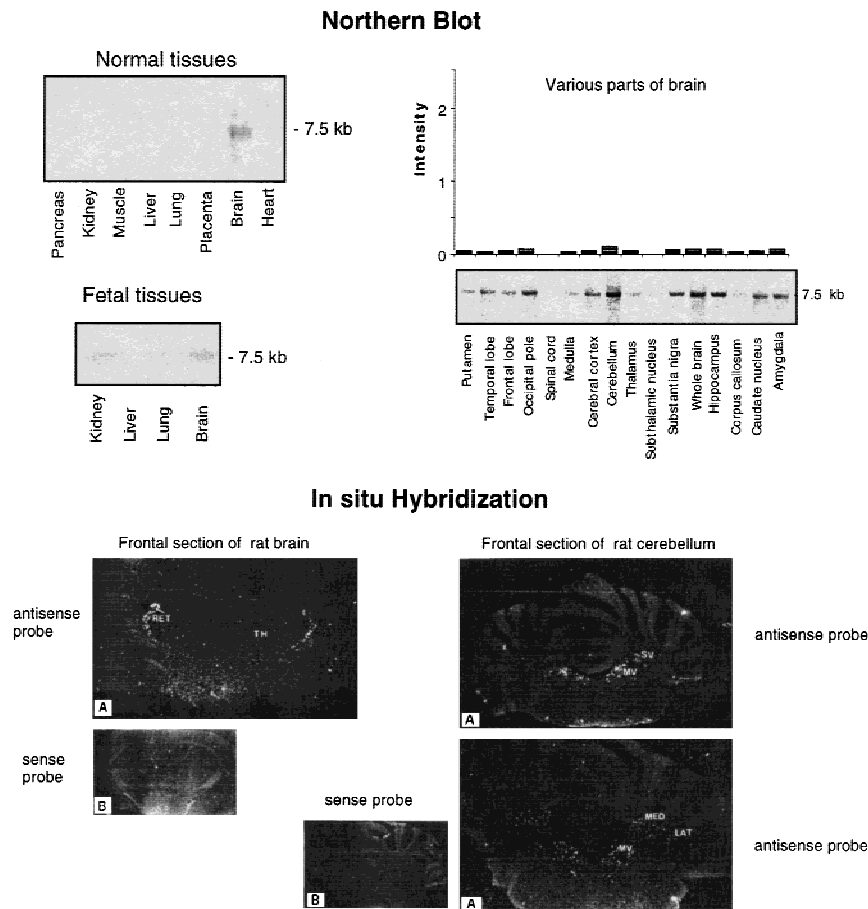 Northern Blot
Normal tissues
- 7.5 kb
Pancreas
Kidney
Muscle
Liver
Lung
Placenta
Brain
Heart
Fetal tissues
- 7.5 kb
Kidney
Liver
Lung
Brain
Various parts of brain
Intensity
2
1
0
7.5 kb
Putamen
Temporal lobe
Frontal lobe
Occipital pole
Spinal cord
Medulla
Cerebral cortex
Cerebellum
Thalamus
Subthalamic nucleus
Substantia nigra
Whole brain
Hippocampus
Corpus callosum
Caudate nucleus
Amygdala
In situ Hybridization
Frontal section of rat brain
antisense
probe
RET
TH
A
sense
probe
B
Frontal section of rat cerebellum
antisense probe
SV
MV
A
sense probe
B
MED
LAT
MV
A
antisense probe